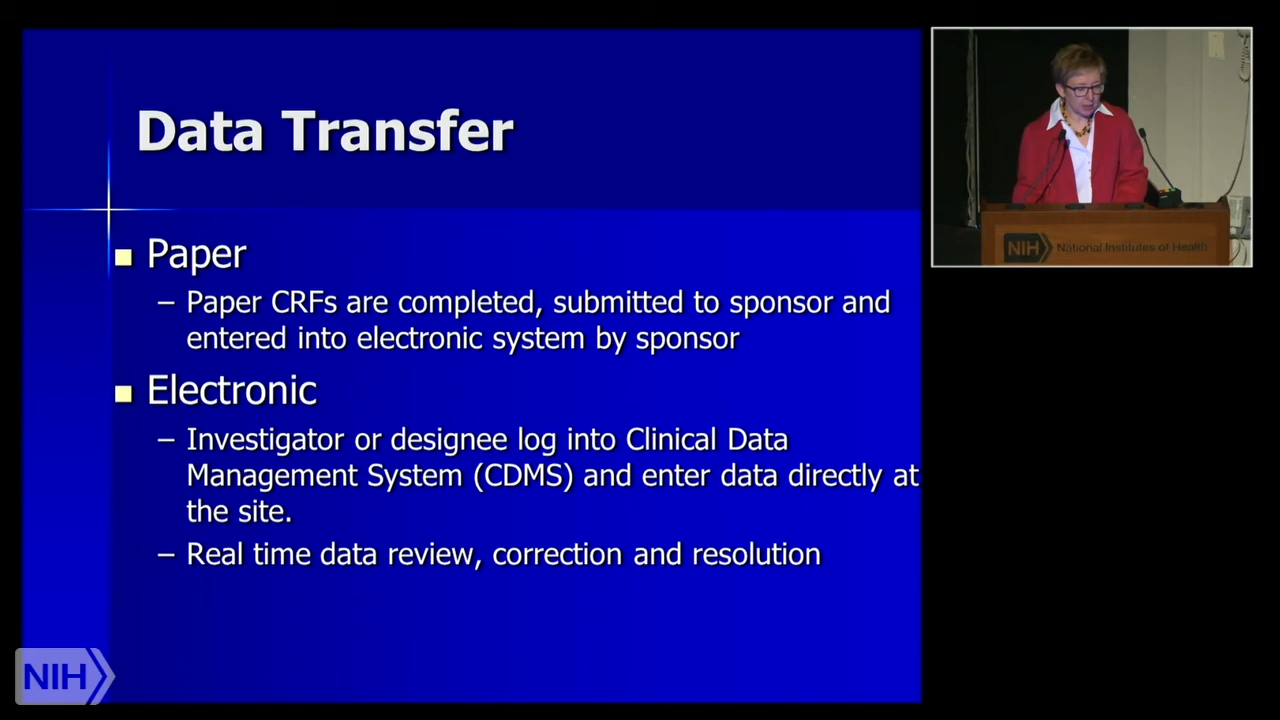 Data Transfer
Paper
– Paper CRFs are completed, submitted to sponsor and
entered into electronic system by sponsor
Electronic
– Investigator or designee log into Clinical Data
Management System (CDMS) and enter data directly at
the site.
– Real time data review, correction and resolution
NIH
NIH National Institutes of Health